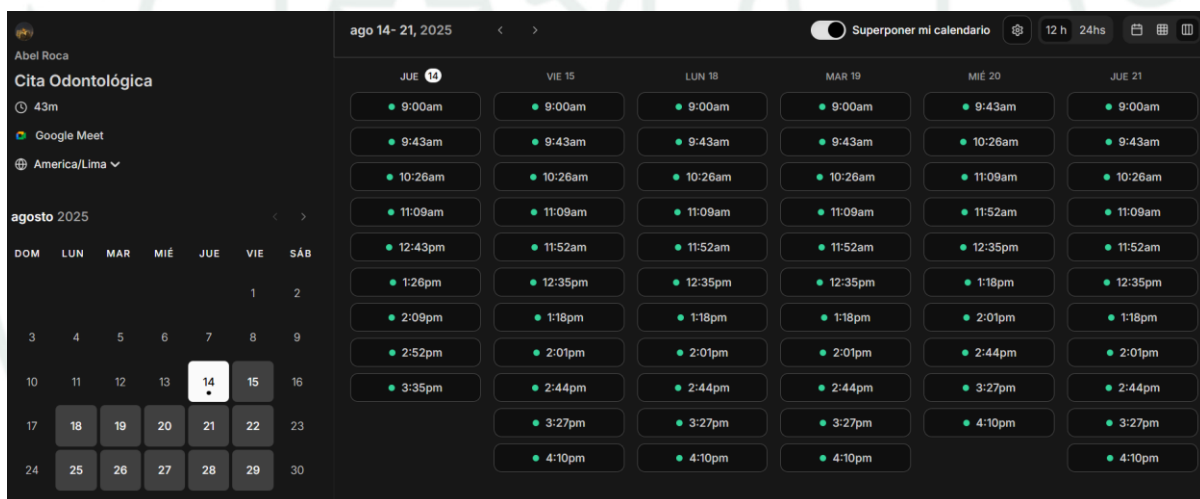 Abel Roca
Cita Odontológica
43m
Google Meet
America/Lima
agosto 2025
DOM LUN MAR MIÉ JUE VIE SÁB
1 2
3 4 5 6 7 8 9
10 11 12 13 14 15 16
17 18 19 20 21 22 23
24 25 26 27 28 29 30
ago 14- 21, 2025
Superponer mi calendario
12 h 24hs
JUE 14 VIE 15 LUN 18 MAR 19 MIÉ 20 JUE 21
9:00am 9:00am 9:00am 9:00am 9:43am 9:00am
9:43am 9:43am 9:43am 9:43am 10:26am 9:43am
10:26am 10:26am 10:26am 10:26am 11:09am 10:26am
11:09am 11:09am 11:09am 11:09am 11:52am 11:09am
12:43pm 11:52am 11:52am 11:52am 12:35pm 11:52am
1:26pm 12:35pm 12:35pm 12:35pm 1:18pm 12:35pm
2:09pm 1:18pm 1:18pm 1:18pm 2:01pm 1:18pm
2:52pm 2:01pm 2:01pm 2:01pm 2:44pm 2:01pm
3:35pm 2:44pm 2:44pm 2:44pm 3:27pm 2:44pm
3:27pm 3:27pm 3:27pm 4:10pm 3:27pm
4:10pm 4:10pm 4:10pm 4:10pm